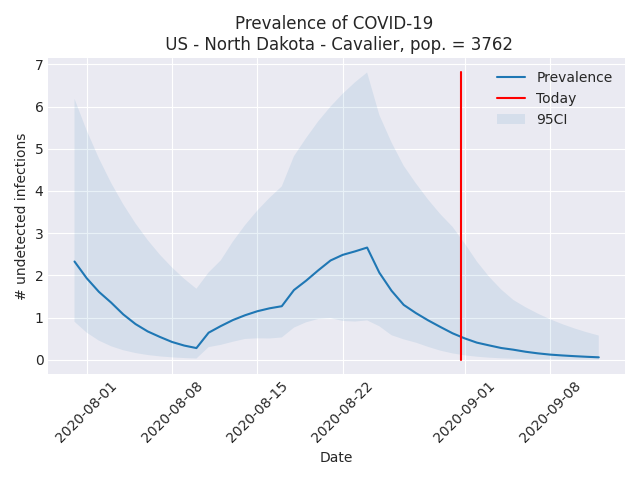 Prevalence of COVID-19
US - North Dakota - Cavalier, pop. = 3762
7
6
5
4
3
2
1
0
# undetected infections
Prevalence
Today
95CI
2020-08-01
2020-08-08
2020-08-15
2020-08-22
2020-09-01
2020-09-08
Date